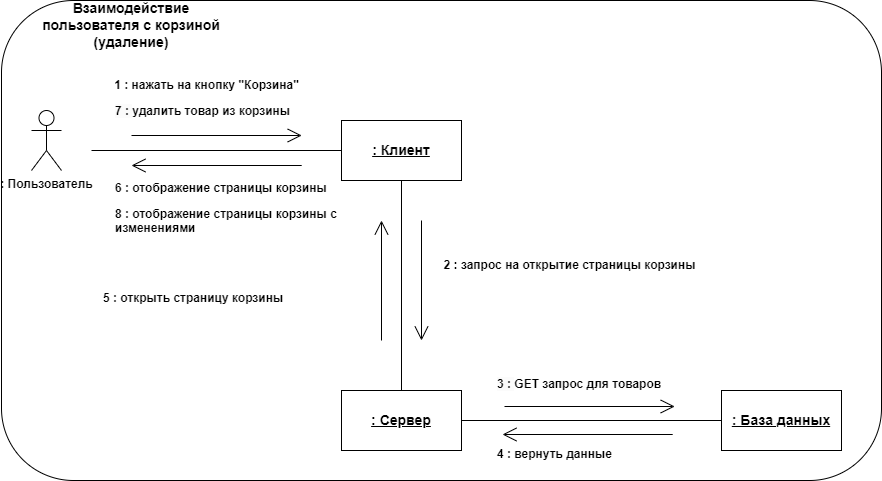 Взаимодействие
пользователя с корзиной
(удаление)
1 : нажать на кнопку "Корзина"
7 : удалить товар из корзины
: Клиент
: Пользователь
6 : отображение страницы корзины
8 : отображение страницы корзины с
изменениями
2 : запрос на открытие страницы корзины
5 : открыть страницу корзины
3 : GET запрос для товаров
: Сервер
: База данных
4 : вернуть данные